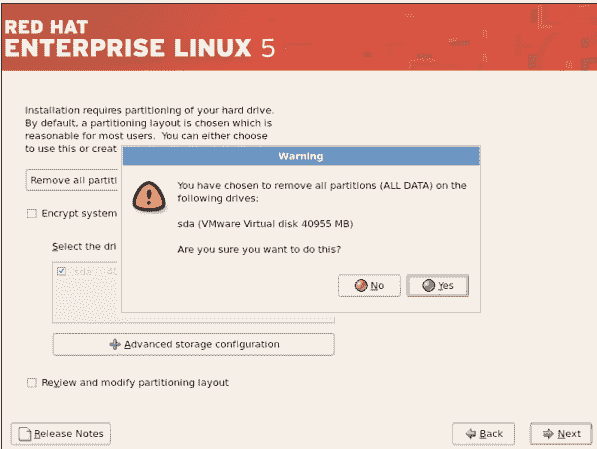 RED HAT
ENTERPRISE LINUX 5
Installation requires partitioning of your hard drive.
By default, a partitioning layout is chosen which is
reasonable for most users. You can either choose
to use this or creat
Remove all partiti
Encrypt system
Select the dri
sda
Warning
You have chosen to remove all partitions (ALL DATA) on the
following drives:
sda (VMware Virtual disk 40955 MB)
Are you sure you want to do this?
No
Yes
Advanced storage configuration
Review and modify partitioning layout
Release Notes
Back
Next